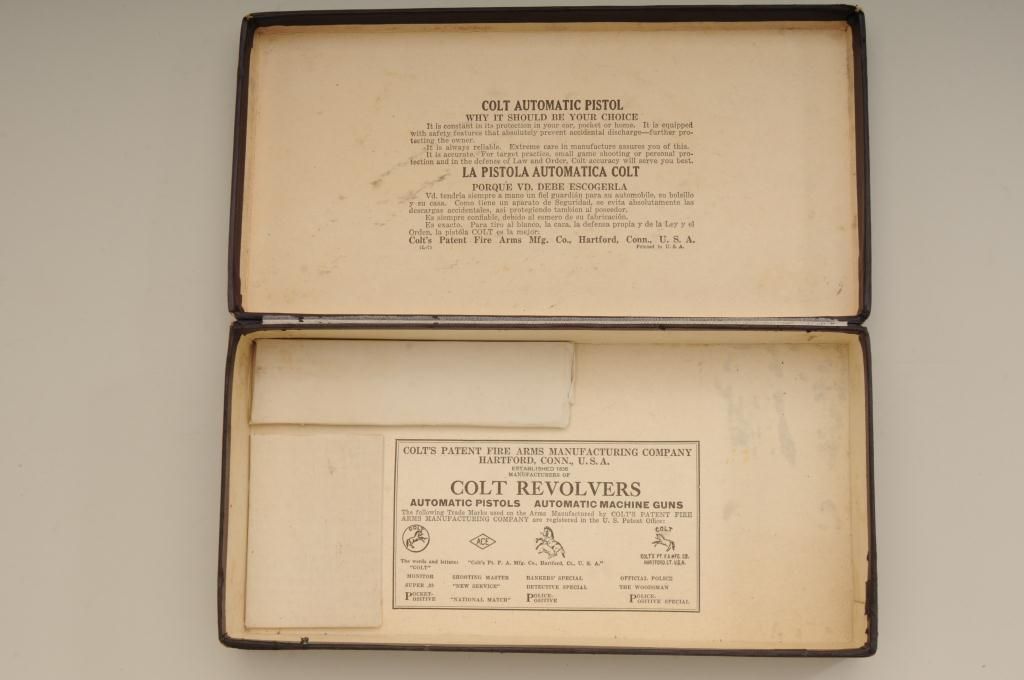 COLT AUTOMATIC PISTOL
WHY IT SHOULD BE YOUR CHOICE
It is constant in its protection in your car, pocket or home. It is equipped
with safety features that absolutely prevent accidental discharge—further pro-
tecting the owner.
It is always reliable. Extreme care in manufacture assures you of this.
It is accurate. For target practice, small game shooting or personal pro-
tection and in the defense of Law and Order, Colt accuracy will serve you best.
LA PISTOLA AUTOMATICA COLT
PORQUE VD. DEBE ESCOGERLA
Vd. tendria siempre a mano un fiel guardián para su automobile, su bolsillo
y su casa. Como tiene un aparato de Seguridad, se evita absolutamente las
descargas accidentales, asi protegiendo tambien al poseedor.
Es siempre confiable, debido al esmero de su fabricación.
Es exacto. Para tiro al blanco, la caza, la defensa propia y de la Ley y el
Orden, la pistóla COLT es la mejor.
Colt's Patent Fire Arms Mfg. Co., Hartford, Conn., U. S. A.
Printed in U. S. A.
COLT'S PATENT FIRE ARMS MANUFACTURING COMPANY
HARTFORD, CONN., U.S.A.
ESTABLISHED 1836
MANUFACTURERS OF
COLT REVOLVERS
AUTOMATIC PISTOLS AUTOMATIC MACHINE GUNS
The following Trade Marks used on the Arms Manufactured by COLT'S PATENT FIRE
ARMS MANUFACTURING COMPANY are registered in the U. S. Patent Office:
COLT ACE COLT
COLT'S PT. F.A. MFG. CO.
HARTFORD, CT. U.S.A.
The words and letters: "Colt's Pt. F. A. Mfg. Co., Hartford, Ct., U. S. A."
"COLT"
MONITOR SHOOTING MASTER BANKERS' SPECIAL OFFICIAL POLICE
SUPER .38 "NEW SERVICE" DETECTIVE SPECIAL THE WOODSMAN
POCKET-OSITIVE "NATIONAL MATCH" POLICE-OSITIVE POLICE-OSITIVE SPECIAL